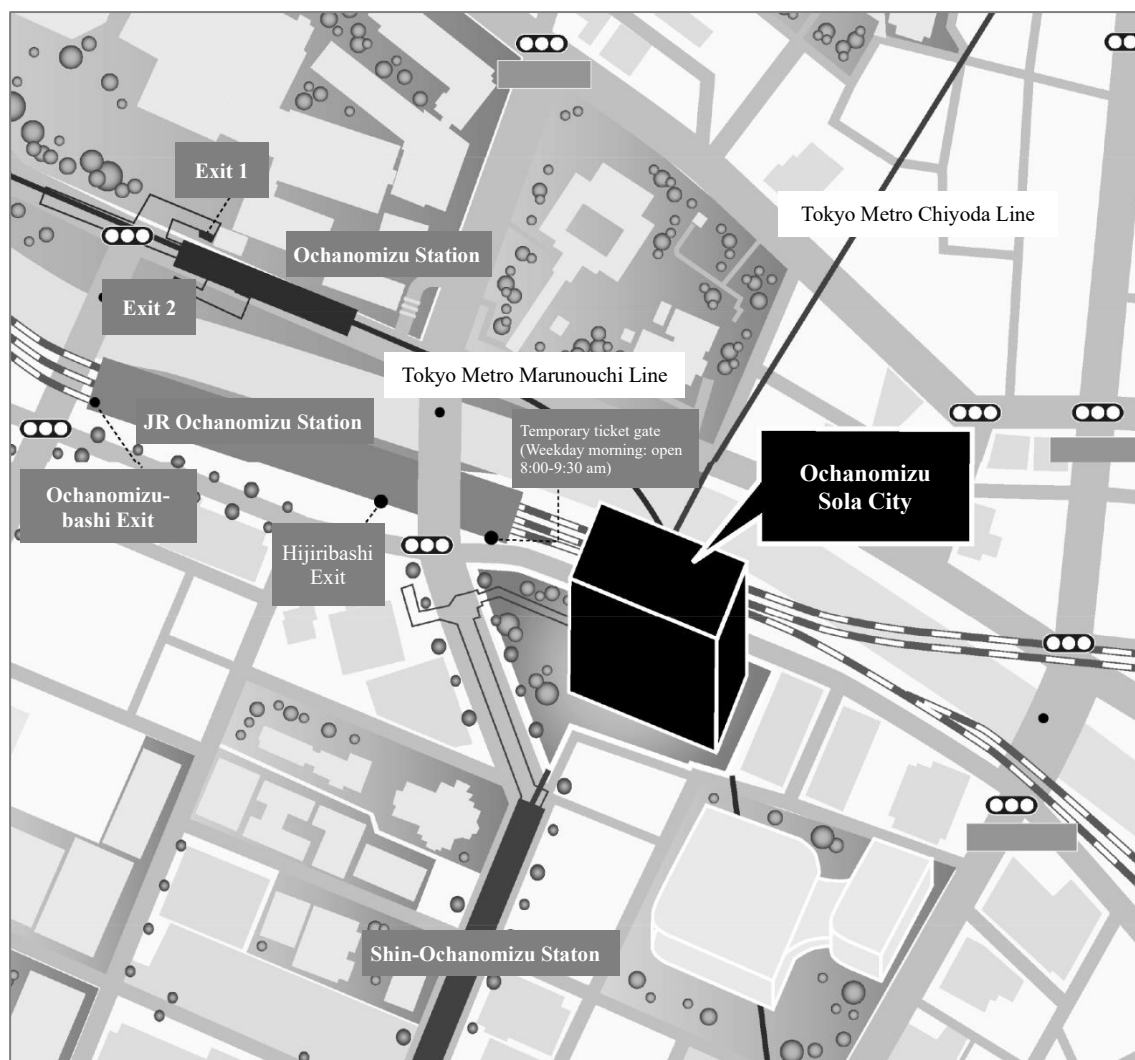 Exit 1
Tokyo Metro Chiyoda Line
Ochanomizu Station
Exit 2
Tokyo Metro Marunouchi Line
JR Ochanomizu Station
Temporary ticket gate
(Weekday morning: open
8:00-9:30 am)
Ochanomizu
Sola City
Ochanomizu-
bashi Exit
Hijiribashi
Exit
Shin-Ochanomizu Staton